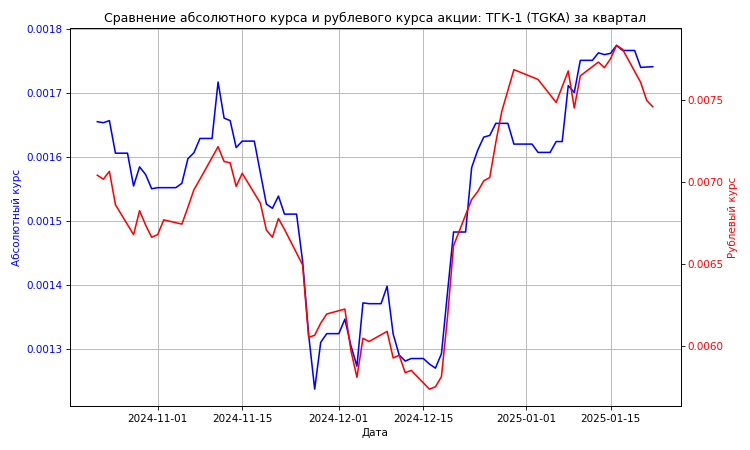 Сравнение абсолютного курса и рублевого курса акции: ТГК-1 (TGKA) за квартал
0.0018
0.0017
0.0016
0.0015
0.0014
0.0013
Абсолютный курс
0.0075
0.0070
0.0065
0.0060
Рублевый курс
2024-11-01 2024-11-15 2024-12-01 2024-12-15 2025-01-01 2025-01-15
Дата